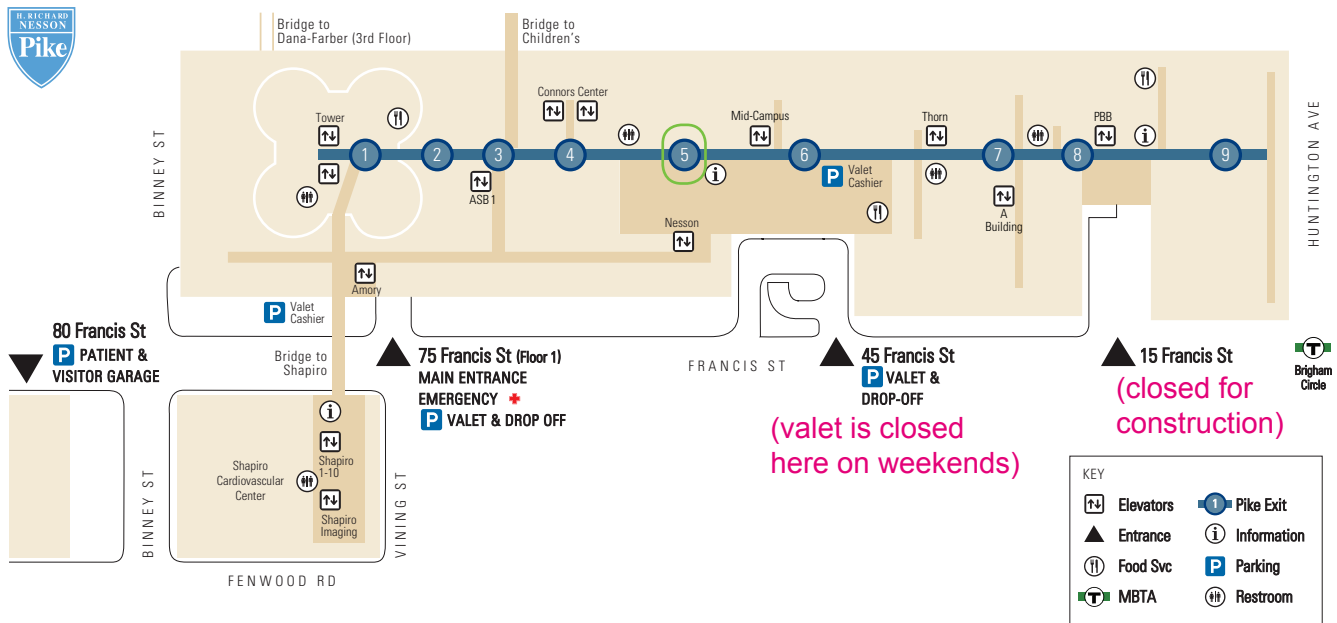 H. RICHARD
NESSON
Pike
Bridge to
Dana-Farber (3rd Floor)
Bridge to
Children's
BINNEY ST
HUNTINGTON AVE
Tower
Connors Center
Mid-Campus
Thorn
PBB
1
2
3
4
5
6
7
8
9
i
i
ASB 1
P Valet
Cashier
Nesson
A
Building
Amory
P Valet
Cashier
80 Francis St
P PATIENT &
VISITOR GARAGE
Bridge to
Shapiro
75 Francis St (Floor 1)
MAIN ENTRANCE
EMERGENCY
P VALET & DROP OFF
FRANCIS ST
45 Francis St
P VALET &
DROP-OFF
(valet is closed
here on weekends)
15 Francis St
(closed for
construction)
T
Brigham
Circle
i
Shapiro
1-10
Shapiro
Cardiovascular
Center
Shapiro
Imaging
BINNEY ST
VINING ST
FENWOOD RD
KEY
Elevators
1 Pike Exit
Entrance
i Information
Food Svc
P Parking
T MBTA
Restroom